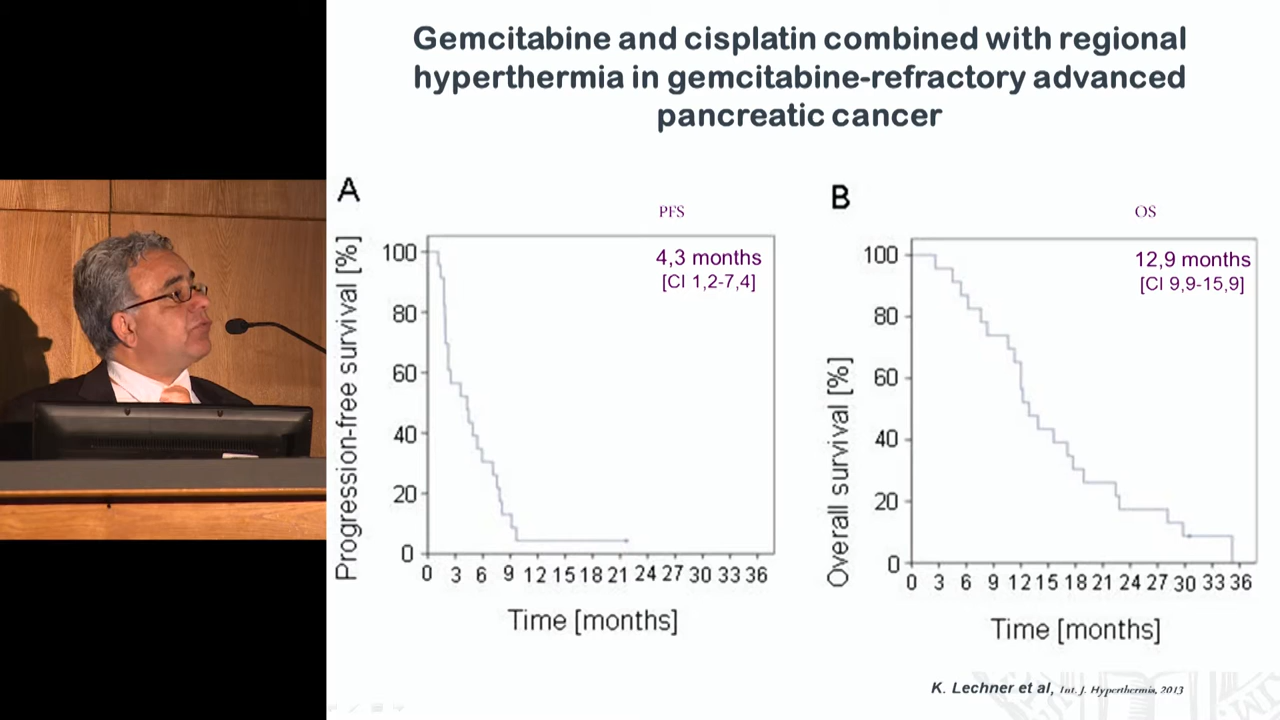 Gemcitabine and cisplatin combined with regional
hyperthermia in gemcitabine-refractory advanced
pancreatic cancer
A
PFS
4,3 months
[CI 1,2-7,4]
Progression-free survival [%]
100
80
60
40
20
0
0 3 6 9 12 15 18 21 24 27 30 33 36
Time [months]
B
OS
12,9 months
[CI 9,9-15,9]
Overall survival [%]
100
80
60
40
20
0
0 3 6 9 12 15 18 21 24 27 30 33 36
Time [months]
K. Lechner et al, Int. J. Hyperthermia, 2013